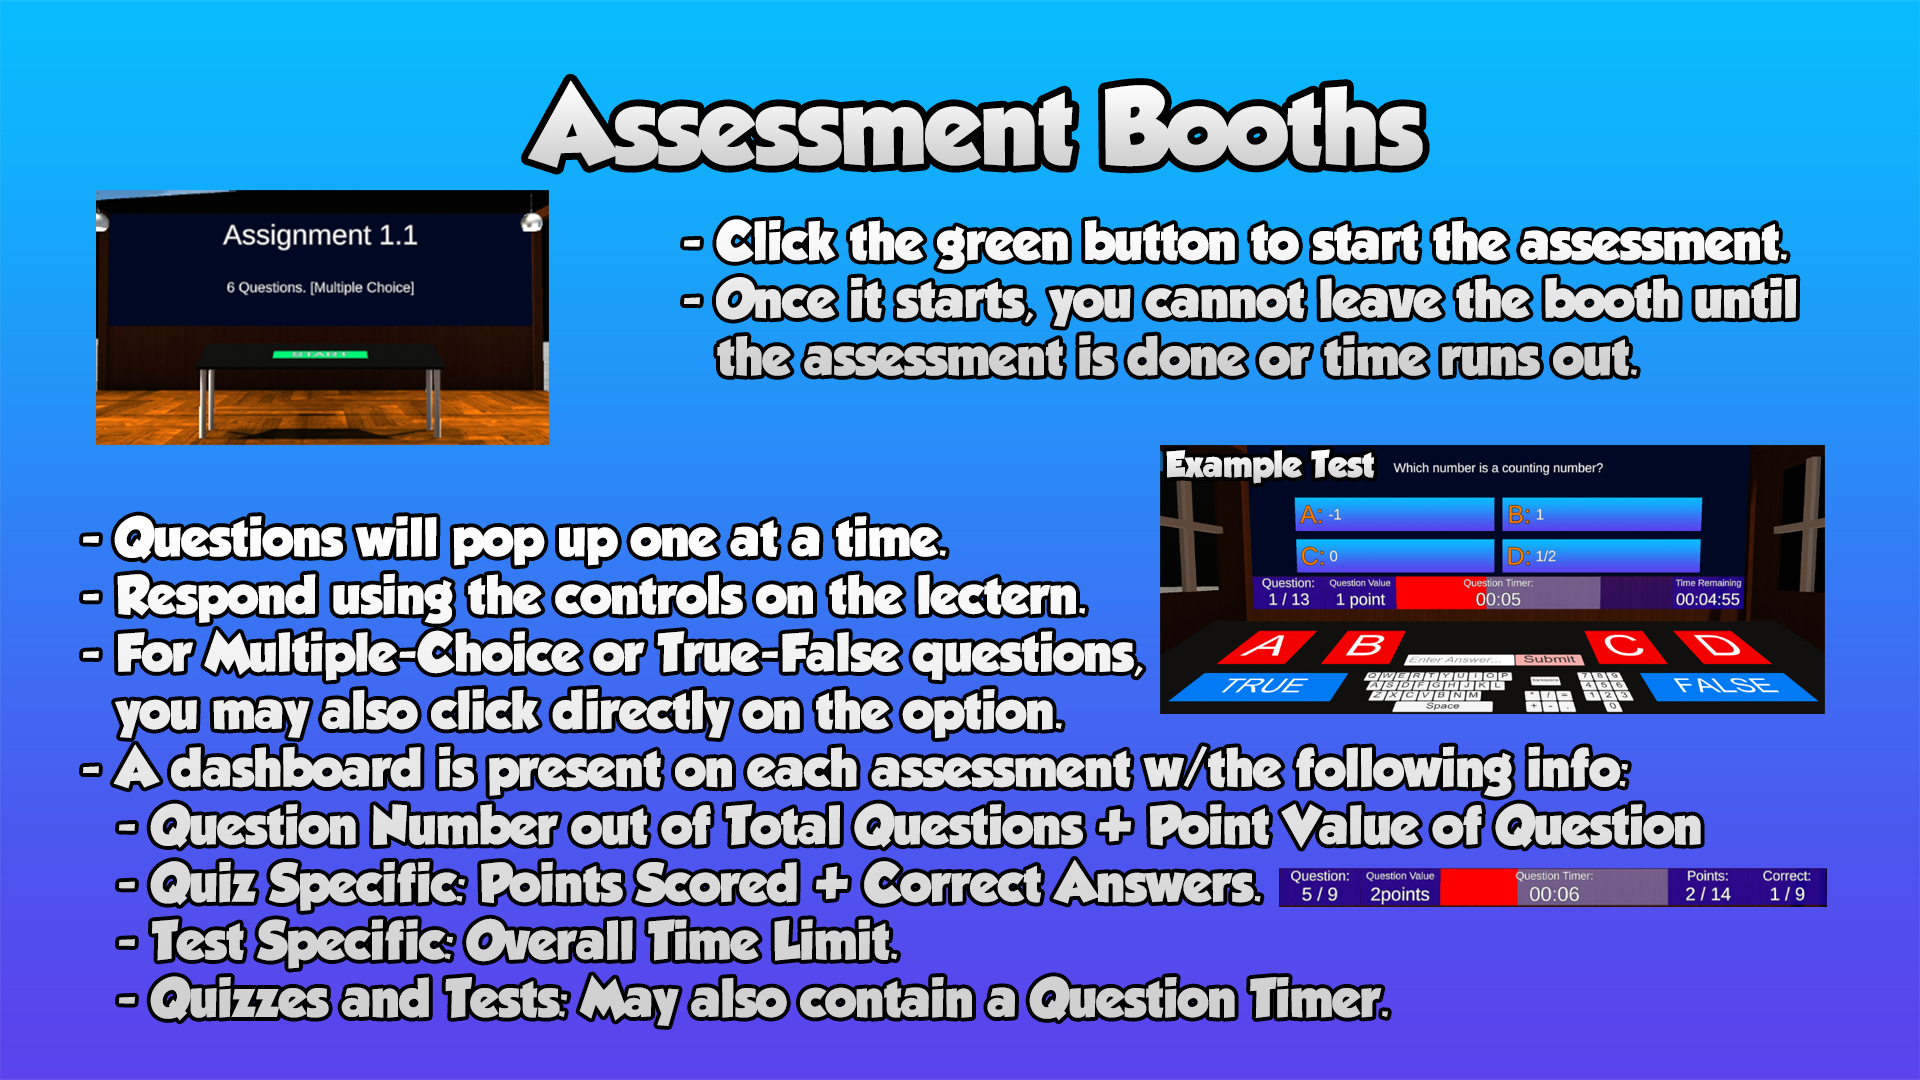 Assessment Booths
Assignment 1.1
6 Questions. [Multiple Choice]
START
- Click the green button to start the assessment.
- Once it starts, you cannot leave the booth until
the assessment is done or time runs out.
Example Test
Which number is a counting number?
A: -1
B: 1
C: 0
D: 1/2
Question:
1 / 13
Question Value
1 point
Question Timer:
00:05
Time Remaining
00:04:55
A
B
C
D
Enter Answer...
Submit
TRUE
FALSE
Q W E R T Y U I O P
A S D F G H J K L
Z X C V B N M
Space
7 8 9
4 5 6
1 2 3
0
- Questions will pop up one at a time.
- Respond using the controls on the lectern.
- For Multiple-Choice or True-False questions,
you may also click directly on the option.
- A dashboard is present on each assessment w/the following info:
- Question Number out of Total Questions + Point Value of Question
- Quiz Specific: Points Scored + Correct Answers.
Question:
5 / 9
Question Value
2points
Question Timer:
00:06
Points:
2 / 14
Correct:
1 / 9
- Test Specific: Overall Time Limit.
- Quizzes and Tests: May also contain a Question Timer.